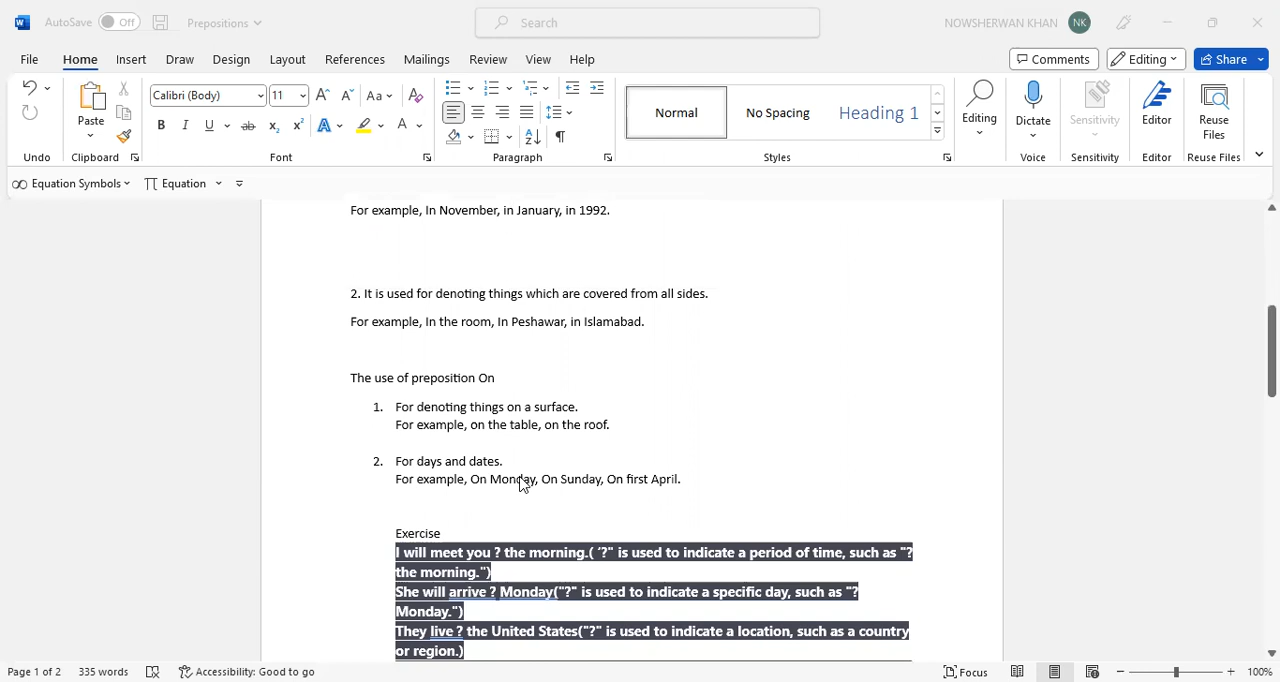 AutoSave Off Prepositions Search NOWSHERWAN KHAN NK
File Home Insert Draw Design Layout References Mailings Review View Help Comments Editing Share
Calibri (Body) 11 Aa
Paste Normal No Spacing Heading 1 Editing Dictate Sensitivity Editor Reuse Files
B I U ab x₂ x² A A
Undo Clipboard Font Paragraph Styles Voice Sensitivity Editor Reuse Files
Equation Symbols Equation
For example, In November, in January, in 1992.
2. It is used for denoting things which are covered from all sides.
For example, In the room, In Peshawar, in Islamabad.
The use of preposition On
1. For denoting things on a surface.
For example, on the table, on the roof.
2. For days and dates.
For example, On Monday, On Sunday, On first April.
Exercise
I will meet you ? the morning.( ‘?" is used to indicate a period of time, such as "?
the morning.")
She will arrive ? Monday("?" is used to indicate a specific day, such as "?
Monday.")
They live ? the United States("?" is used to indicate a location, such as a country
or region.)
Page 1 of 2 335 words Accessibility: Good to go Focus 100%